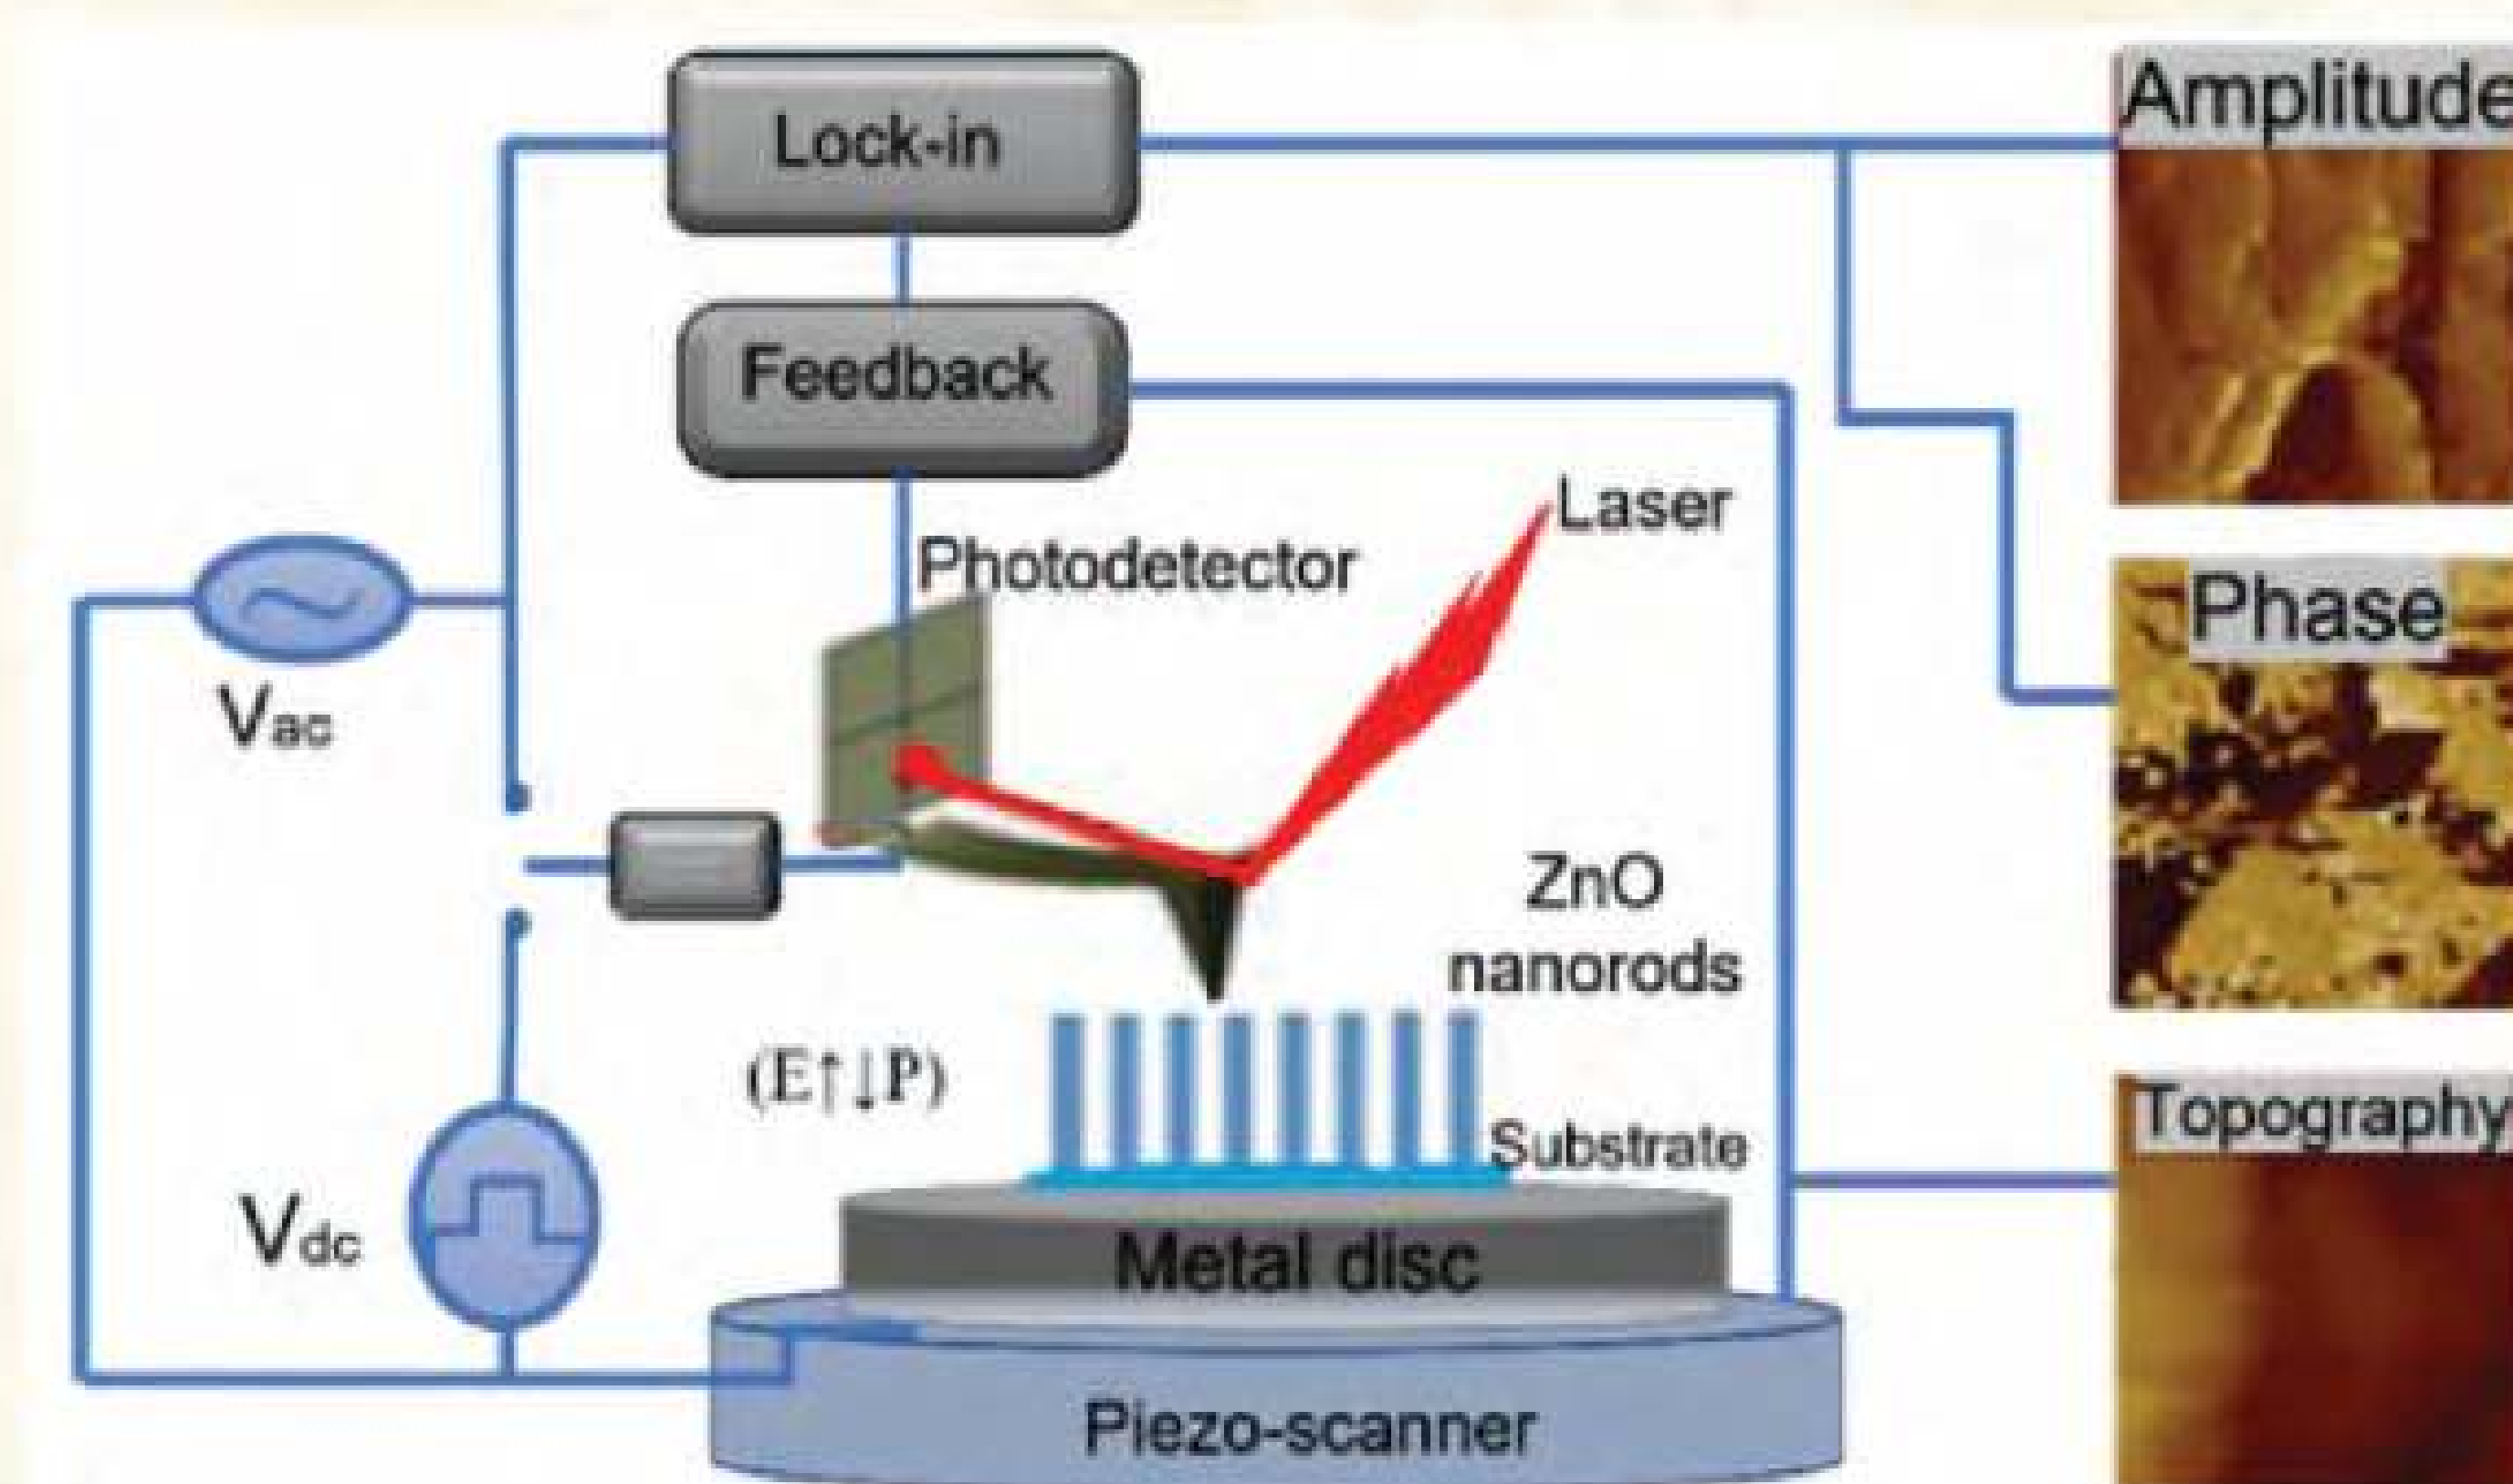 Lock-in
Amplitude
Feedback
Laser
Photodetector
Phase
Vac
ZnO
nanorods
(E↑↓P)
Substrate
Topography
Vdc
Metal disc
Piezo-scanner